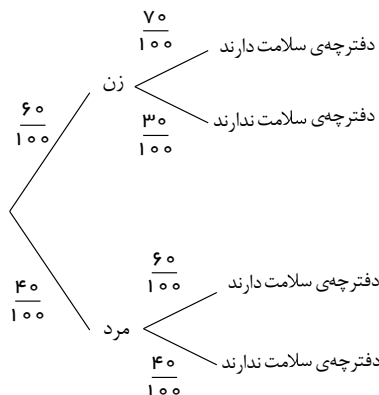 ۷۰
۱۰۰
دفترچه‌ی سلامت دارند
زن
۳۰
۱۰۰
دفترچه‌ی سلامت ندارند
۶۰
۱۰۰
۶۰
۱۰۰
دفترچه‌ی سلامت دارند
۴۰
۱۰۰
مرد
۴۰
۱۰۰
دفترچه‌ی سلامت ندارند